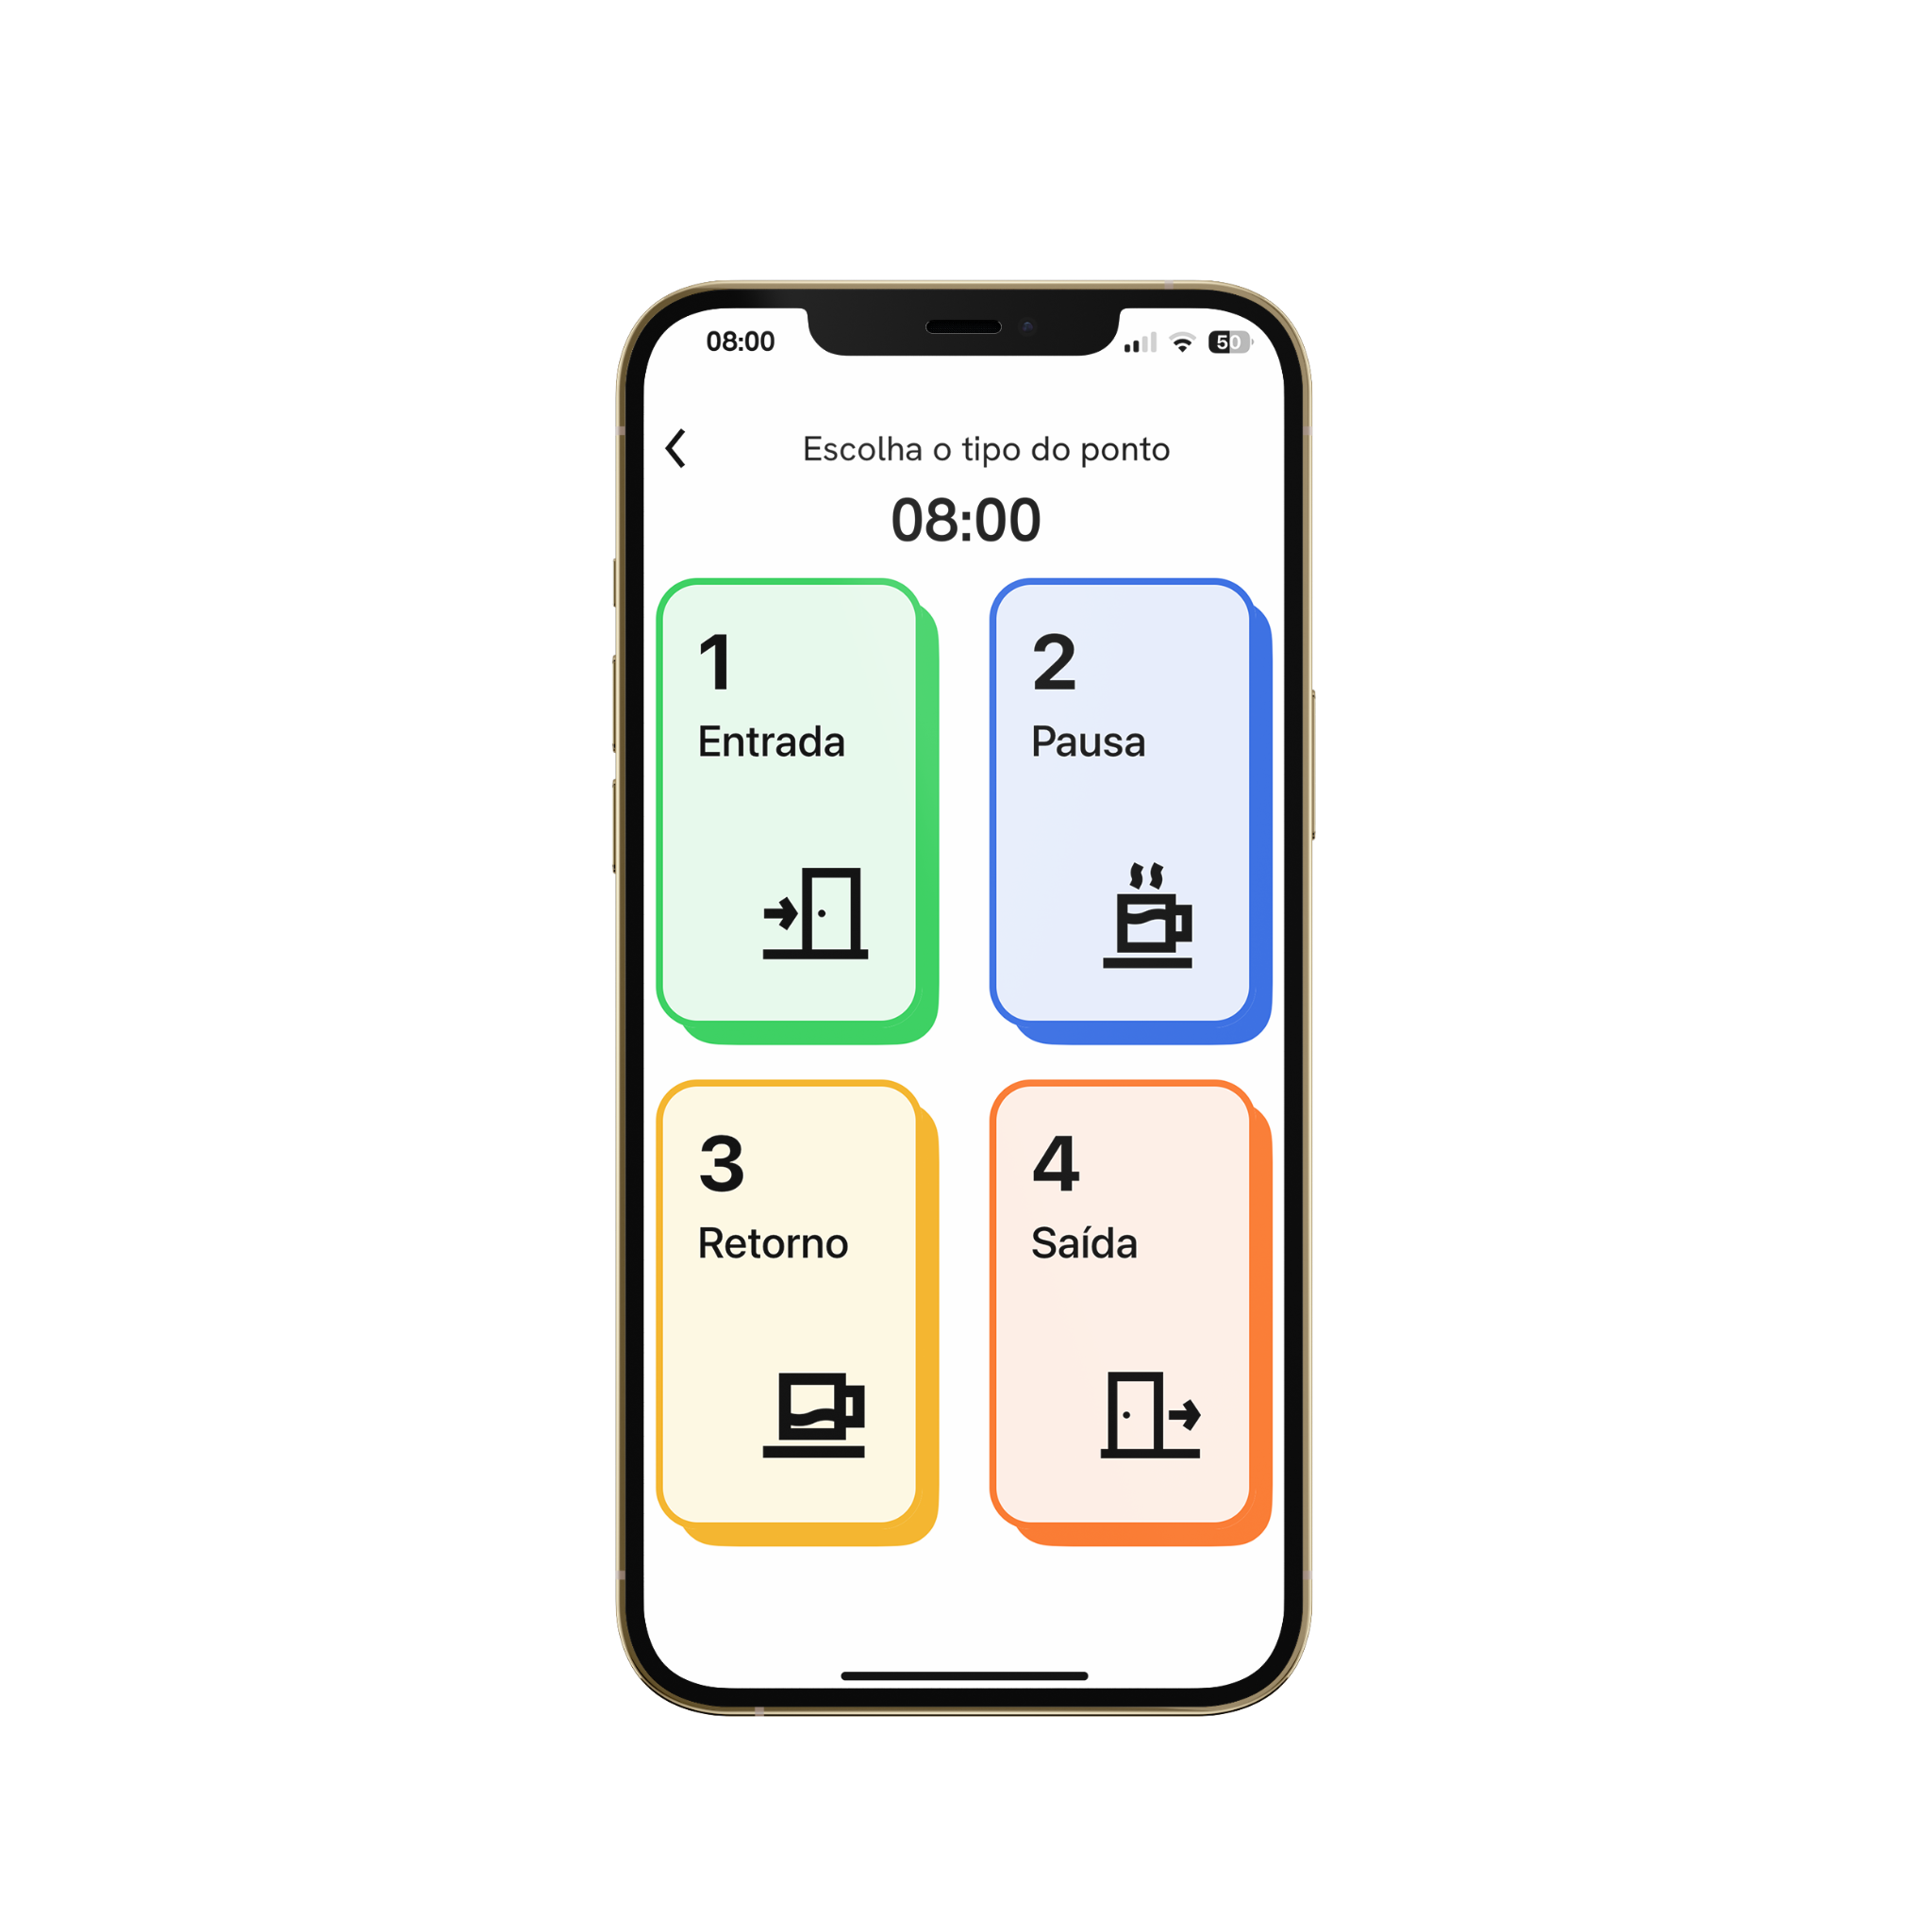 08:00
50
Escolha o tipo do ponto
08:00
1
Entrada
2
Pausa
3
Retorno
4
Saída